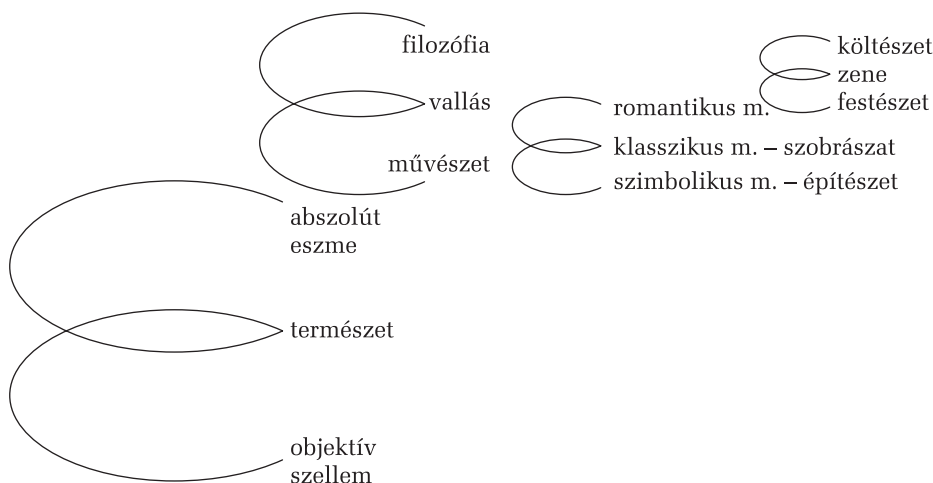 filozófia
vallás
művészet
költészet
zene
festészet
romantikus m.
klasszikus m. – szobrászat
szimbolikus m. – építészet
abszolút
eszme
természet
objektív
szellem